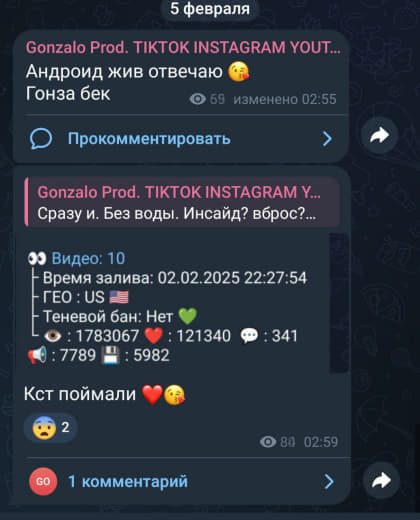 5 февраля
Gonzalo Prod. TIKTOK INSTAGRAM YOUT...
Андроид жив отвечаю 😘
Гонза бек
69 изменено 02:55
Прокомментировать
Gonzalo Prod. TIKTOK INSTAGRAM Y...
Сразу и. Без воды. Инсайд? вброс?...
👀 Видео: 10
├ Время залива: 02.02.2025 22:27:54
├ ГЕО : US 🇺🇸
├ Теневой бан: Нет 💚
└ 👁 : 1783067 ❤️ : 121340 💬 : 341
📢 : 7789 💾 : 5982
Кст поймали ❤️😘
😨 2
02:59
GO 1 комментарий